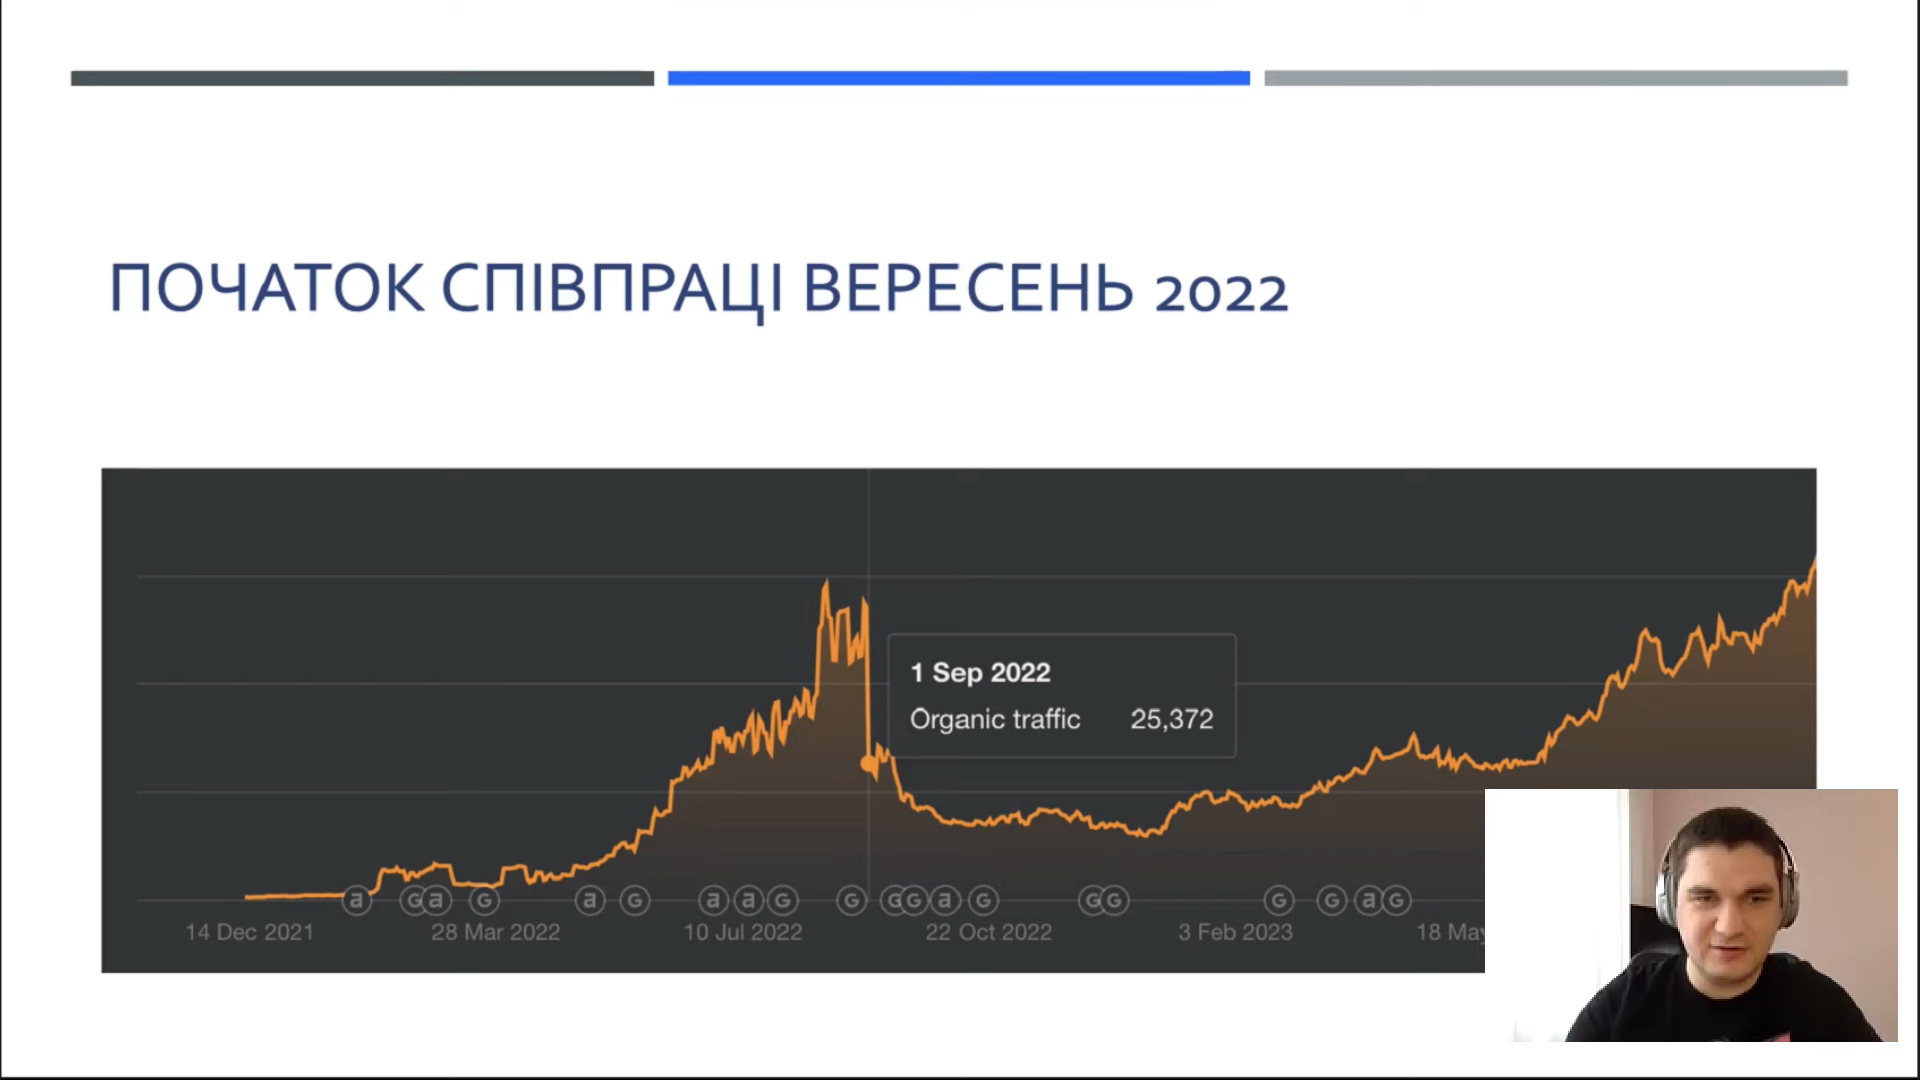 ПОЧАТОК СПІВПРАЦІ ВЕРЕСЕНЬ 2022
1 Sep 2022
Organic traffic 25,372
a G a G a G a a G G G G a G G G G G a G
14 Dec 2021 28 Mar 2022 10 Jul 2022 22 Oct 2022 3 Feb 2023 18 May